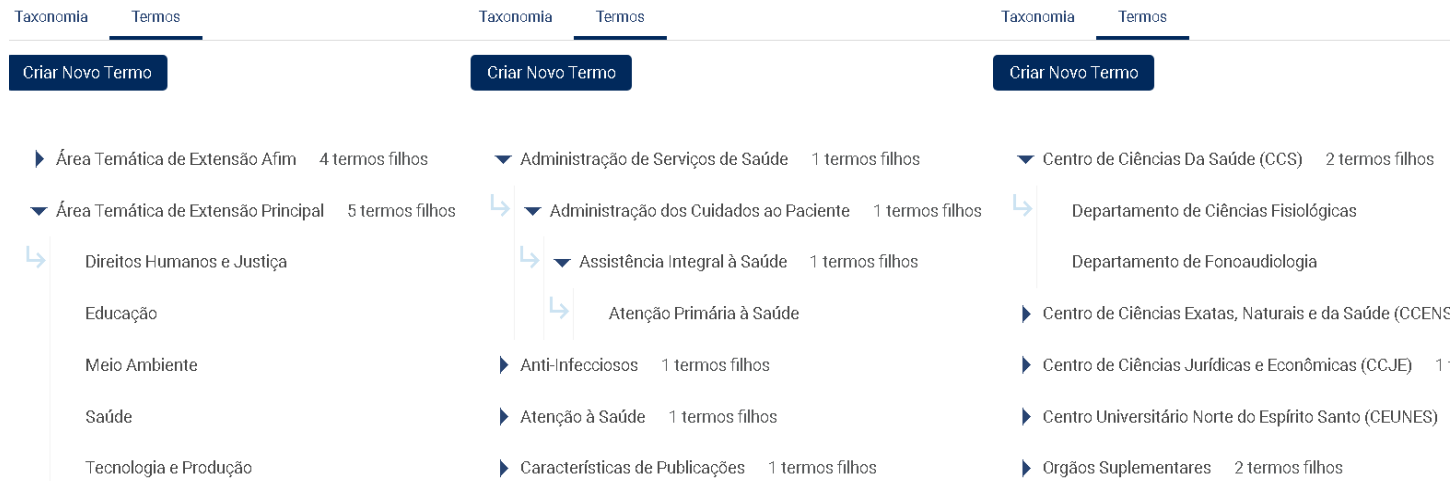 Taxonomia Termos
Criar Novo Termo
Área Temática de Extensão Afim 4 termos filhos
Área Temática de Extensão Principal 5 termos filhos
Direitos Humanos e Justiça
Educação
Meio Ambiente
Saúde
Tecnologia e Produção
Taxonomia Termos
Criar Novo Termo
Administração de Serviços de Saúde 1 termos filhos
Administração dos Cuidados ao Paciente 1 termos filhos
Assistência Integral à Saúde 1 termos filhos
Atenção Primária à Saúde
Anti-Infecciosos 1 termos filhos
Atenção à Saúde 1 termos filhos
Características de Publicações 1 termos filhos
Taxonomia Termos
Criar Novo Termo
Centro de Ciências Da Saúde (CCS) 2 termos filhos
Departamento de Ciências Fisiológicas
Departamento de Fonoaudiologia
Centro de Ciências Exatas, Naturais e da Saúde (CCENS
Centro de Ciências Jurídicas e Econômicas (CCJE) 1
Centro Universitário Norte do Espírito Santo (CEUNES)
Orgãos Suplementares 2 termos filhos